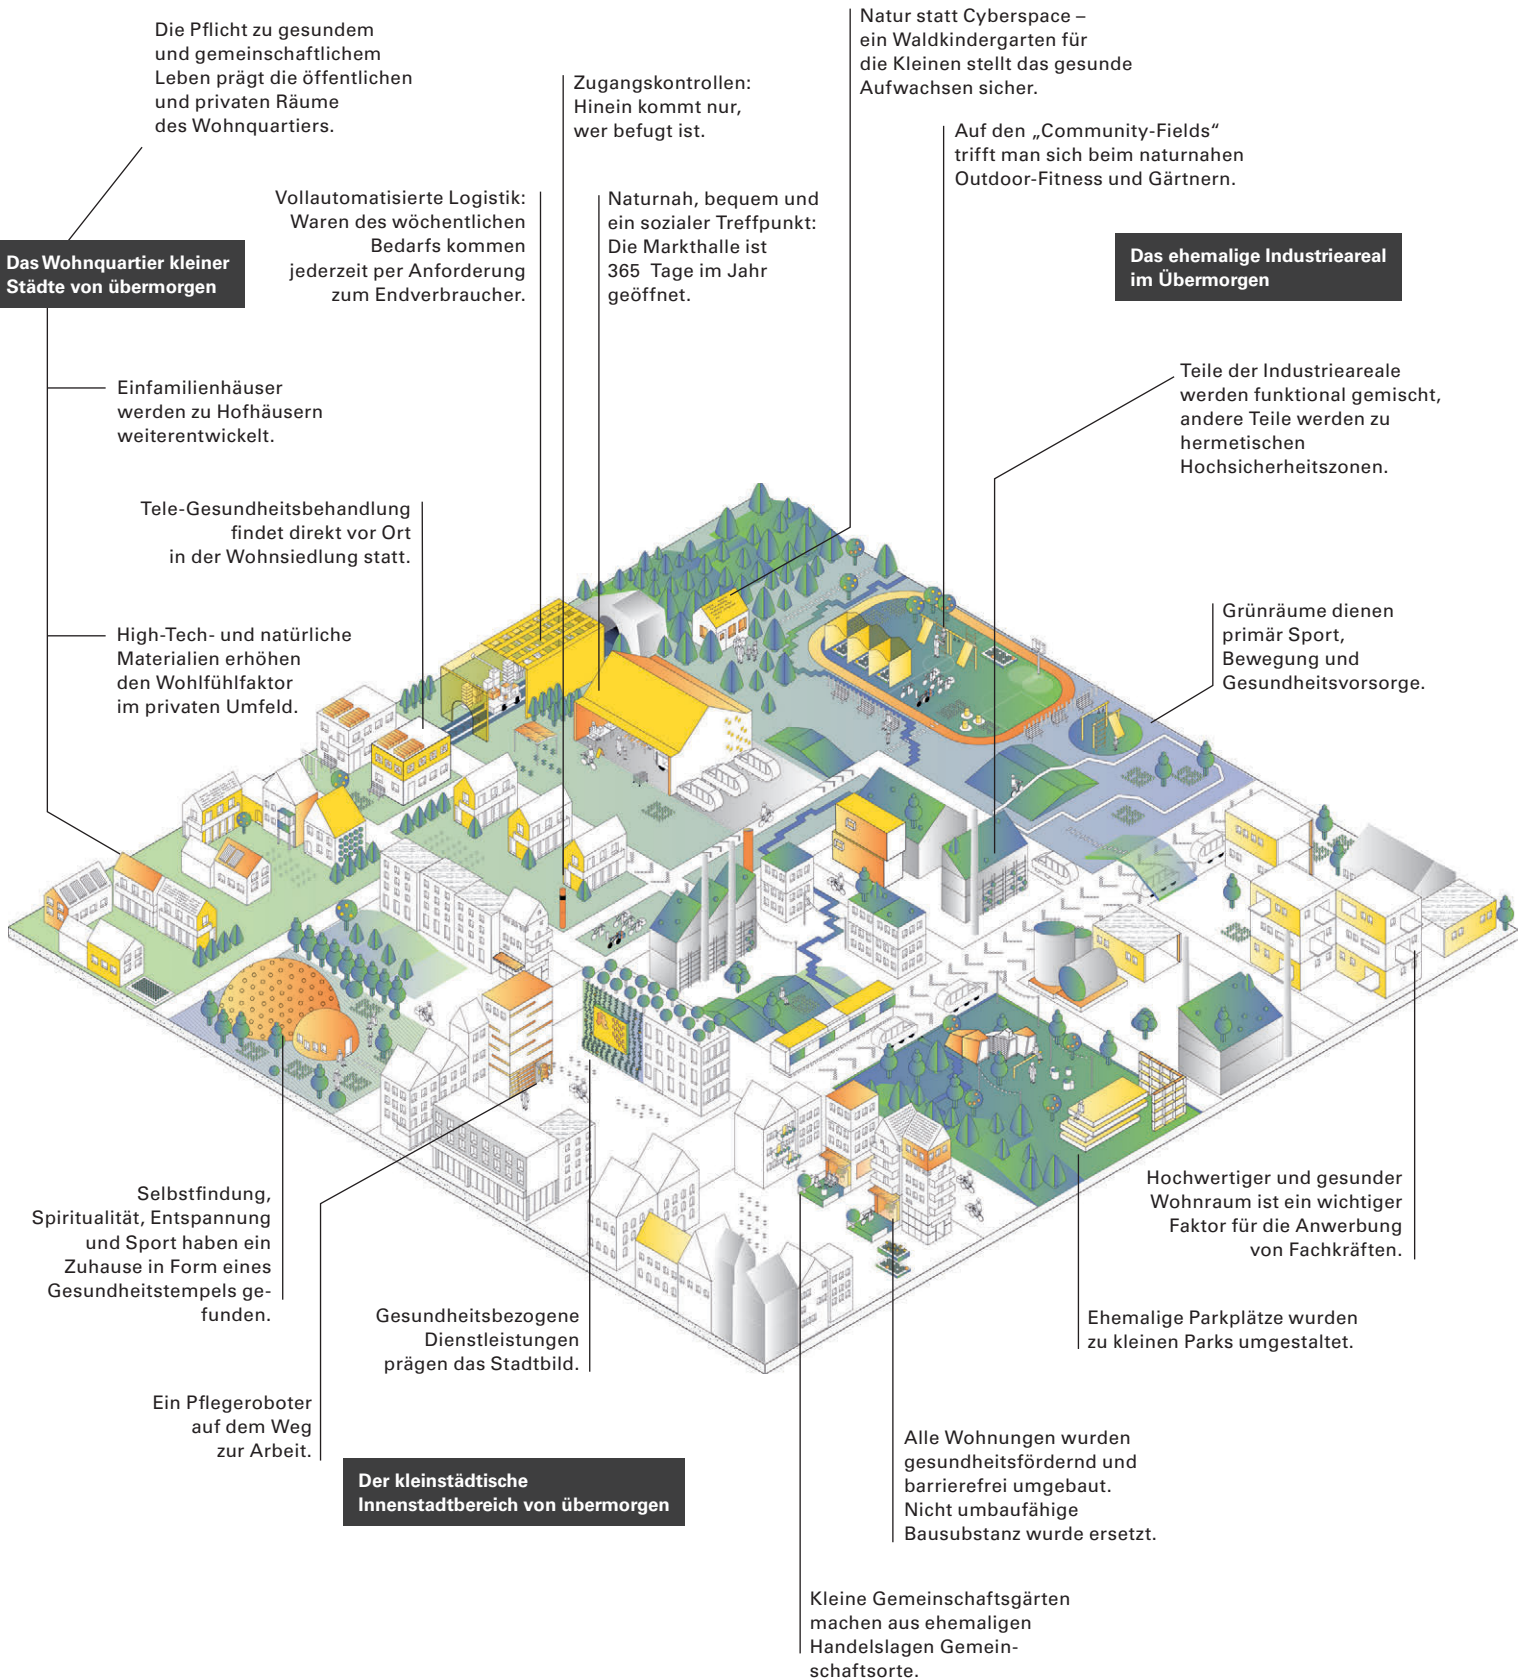 Die Pflicht zu gesundem
und gemeinschaftlichem
Leben prägt die öffentlichen
und privaten Räume
des Wohnquartiers.
Zugangskontrollen:
Hinein kommt nur,
wer befugt ist.
Natur statt Cyberspace –
ein Waldkindergarten für
die Kleinen stellt das gesunde
Aufwachsen sicher.
Auf den „Community-Fields“
trifft man sich beim naturnahen
Outdoor-Fitness und Gärtnern.
Vollautomatisierte Logistik:
Waren des wöchentlichen
Bedarfs kommen
jederzeit per Anforderung
zum Endverbraucher.
Naturnah, bequem und
ein sozialer Treffpunkt:
Die Markthalle ist
365 Tage im Jahr
geöffnet.
Das Wohnquartier kleiner
Städte von übermorgen
Das ehemalige Industrieareal
im Übermorgen
Einfamilienhäuser
werden zu Hofhäusern
weiterentwickelt.
Teile der Industrieareale
werden funktional gemischt,
andere Teile werden zu
hermetischen
Hochsicherheitszonen.
Tele-Gesundheitsbehandlung
findet direkt vor Ort
in der Wohnsiedlung statt.
High-Tech- und natürliche
Materialien erhöhen
den Wohlfühlfaktor
im privaten Umfeld.
Grünräume dienen
primär Sport,
Bewegung und
Gesundheitsvorsorge.
Selbstfindung,
Spiritualität, Entspannung
und Sport haben ein
Zuhause in Form eines
Gesundheitstempels ge-
funden.
Hochwertiger und gesunder
Wohnraum ist ein wichtiger
Faktor für die Anwerbung
von Fachkräften.
Gesundheitsbezogene
Dienstleistungen
prägen das Stadtbild.
Ehemalige Parkplätze wurden
zu kleinen Parks umgestaltet.
Ein Pflegeroboter
auf dem Weg
zur Arbeit.
Der kleinstädtische
Innenstadtbereich von übermorgen
Alle Wohnungen wurden
gesundheitsfördernd und
barrierefrei umgebaut.
Nicht umbaufähige
Bausubstanz wurde ersetzt.
Kleine Gemeinschaftsgärten
machen aus ehemaligen
Handelslagen Gemein-
schaftsorte.